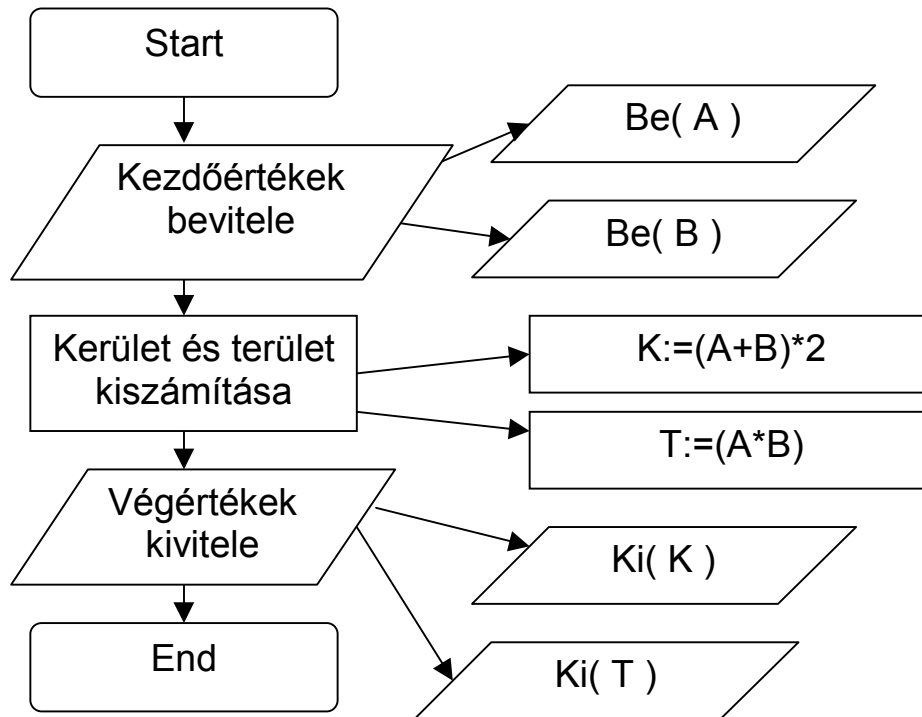 Start
Be( A )
Kezdőértékek
bevitele
Be( B )
Kerület és terület
kiszámítása
K:=(A+B)*2
T:=(A*B)
Végértékek
kivitele
Ki( K )
End
Ki( T )